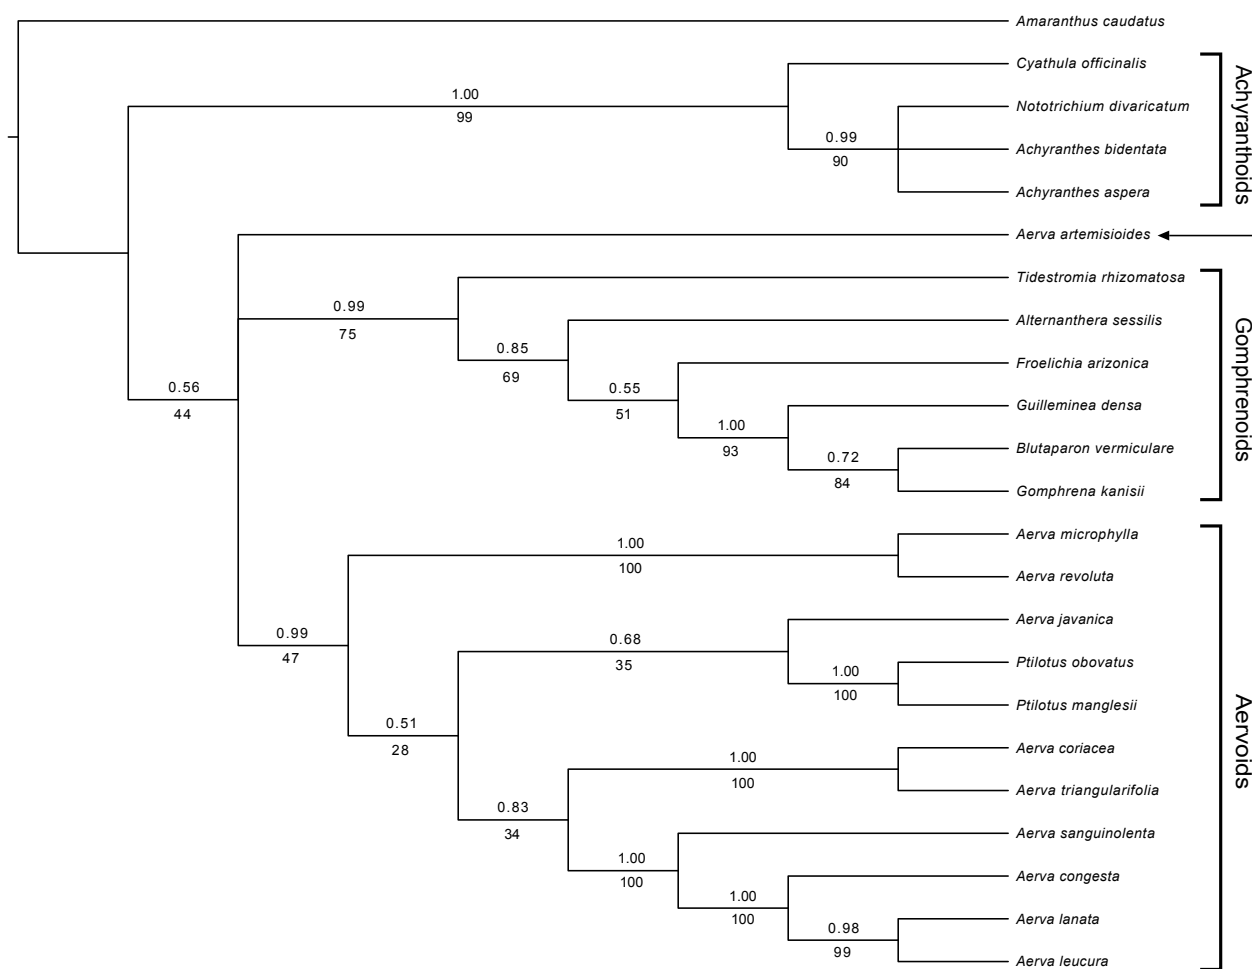 Amaranthus caudatus
Cyathula officinalis
1.00
99
Nototrichium divaricatum
0.99
90
Achyranthes bidentata
Achyranthes aspera
Achyranthoids
Aerva artemisioides
Tidestromia rhizomatosa
0.99
75
Alternanthera sessilis
0.85
69
Froelichia arizonica
0.56
44
0.55
51
Guilleminea densa
1.00
93
Blutaparon vermiculare
0.72
84
Gomphrena kanisii
Gomphrenoids
Aerva microphylla
1.00
100
Aerva revoluta
Aerva javanica
0.99
47
0.68
35
Ptilotus obovatus
1.00
100
Ptilotus manglesii
0.51
28
Aerva coriacea
1.00
100
Aerva triangularifolia
0.83
34
Aerva sanguinolenta
1.00
100
Aerva congesta
1.00
100
Aerva lanata
0.98
99
Aerva leucura
Aervoids